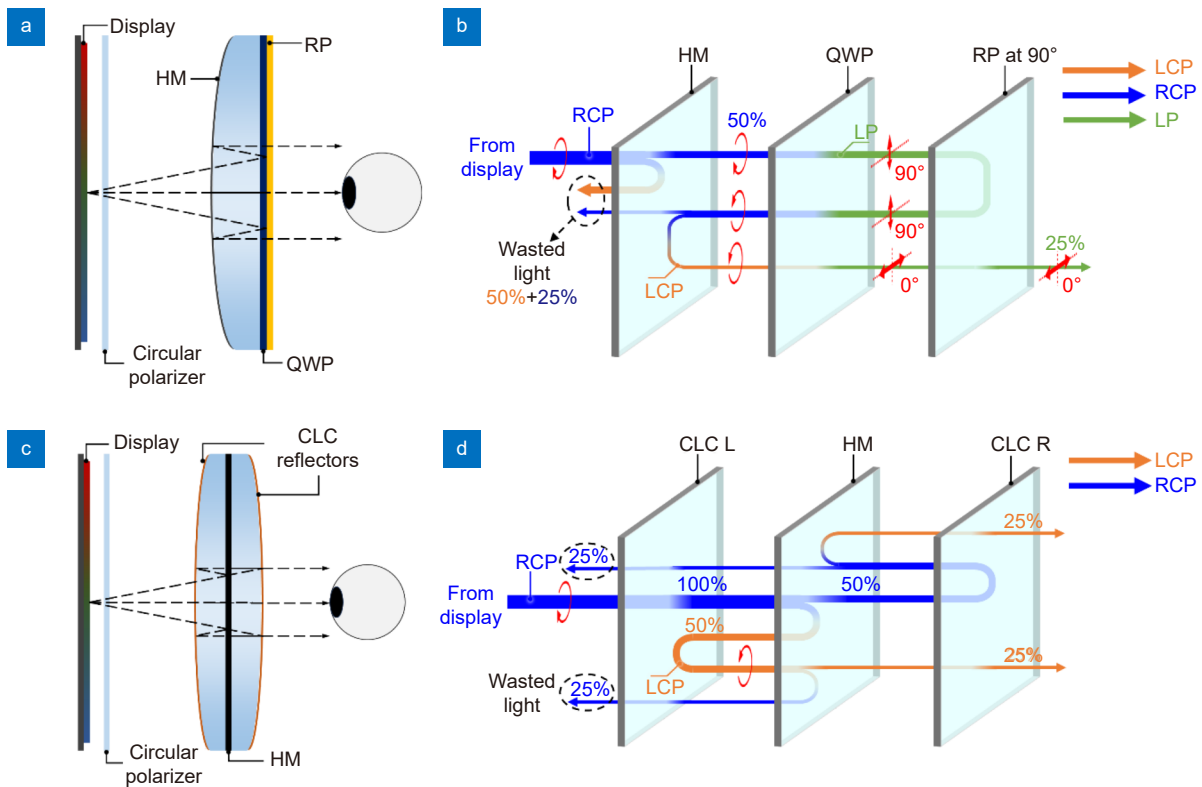 a
Display
RP
HM
Circular
polarizer
QWP
b
HM
QWP
RP at 90°
LCP
RCP
LP
RCP
50%
LP
From
display
90°
90°
Wasted
light
50%+25%
LCP
0°
25%
0°
c
Display
CLC
reflectors
Circular
polarizer
HM
d
CLC L
HM
CLC R
LCP
RCP
25%
RCP
25%
100%
50%
From
display
50%
LCP
25%
Wasted
light
25%